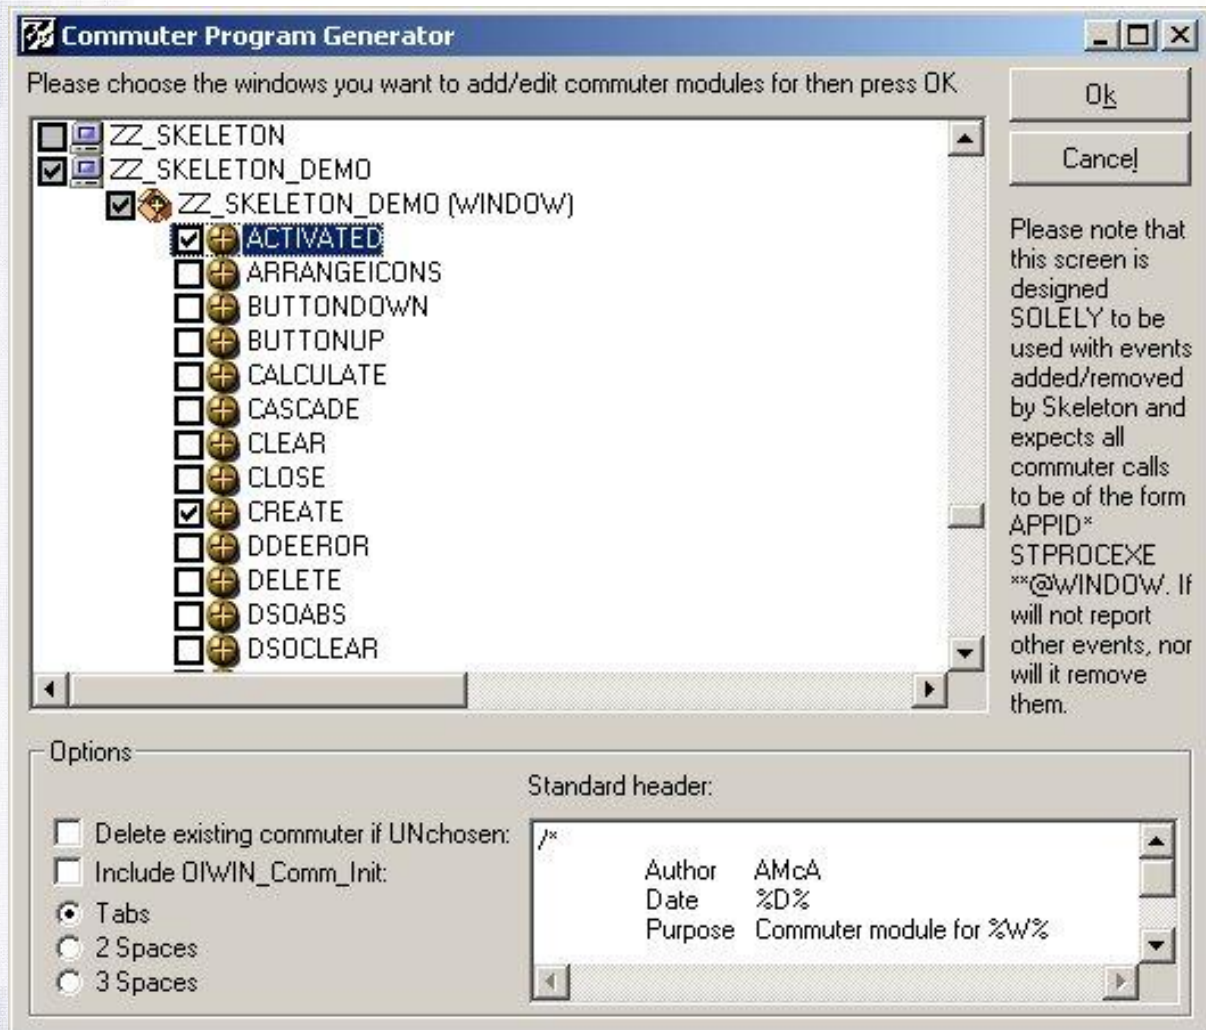 Commuter Program Generator
Please choose the windows you want to add/edit commuter modules for then press OK
Ok
Cancel
ZZ_SKELETON
ZZ_SKELETON_DEMO
ZZ_SKELETON_DEMO (WINDOW)
ACTIVATED
ARRANGEICONS
BUTTONDOWN
BUTTONUP
CALCULATE
CASCADE
CLEAR
CLOSE
CREATE
DDEEROR
DELETE
DSOABS
DSOCLEAR
Please note that
this screen is
designed
SOLELY to be
used with events
added/removed
by Skeleton and
expects all
commuter calls
to be of the form
APPID*
STPROCEXE
**@WINDOW. If
will not report
other events, nor
will it remove
them.
Options
Standard header:
Delete existing commuter if UNchosen:
Include OIWIN_Comm_Init:
Tabs
2 Spaces
3 Spaces
/*
Author AMcA
Date %D%
Purpose Commuter module for %W%